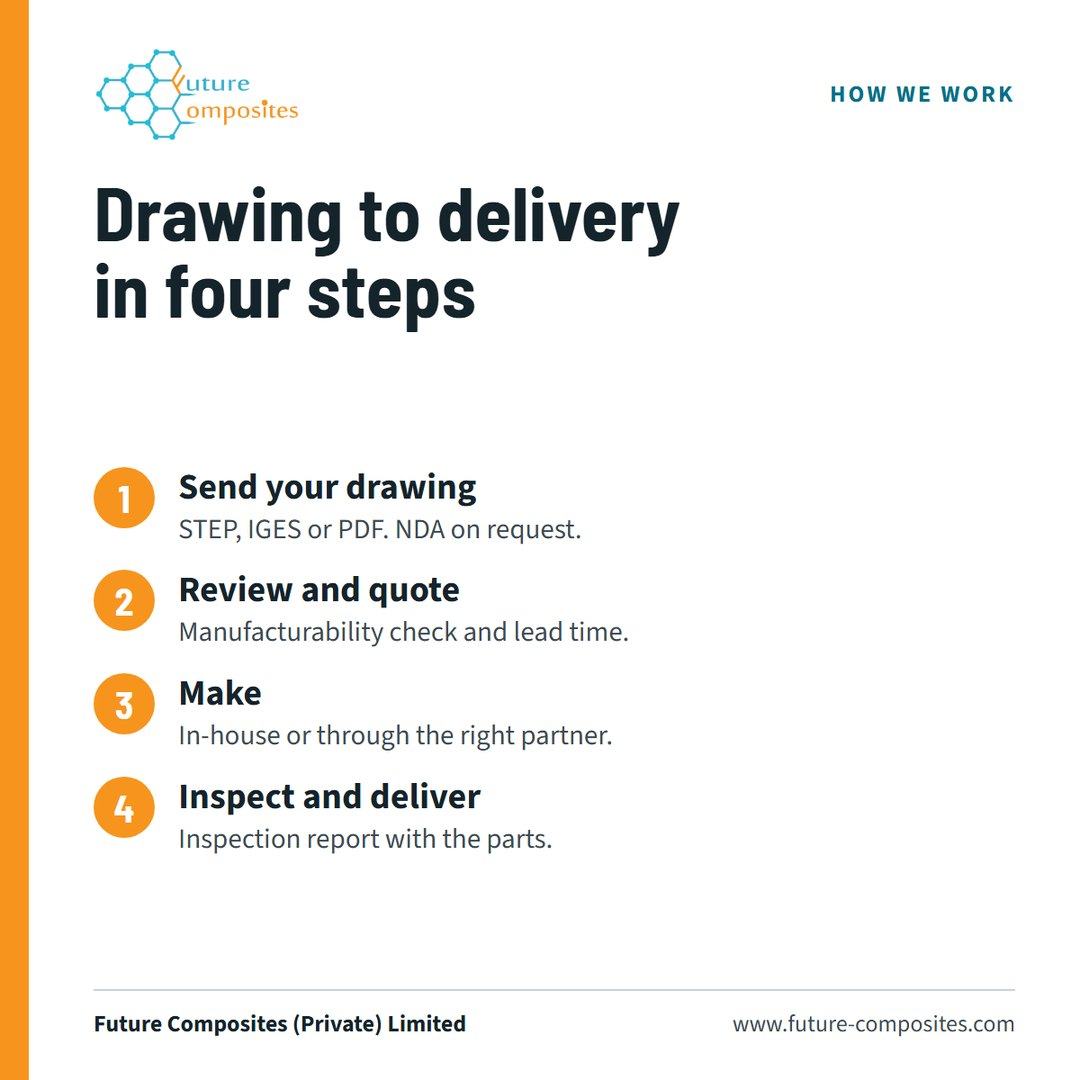 uture
omposites
HOW WE WORK
Drawing to delivery
in four steps
1
Send your drawing
STEP, IGES or PDF. NDA on request.
2
Review and quote
Manufacturability check and lead time.
3
Make
In-house or through the right partner.
4
Inspect and deliver
Inspection report with the parts.
Future Composites (Private) Limited
www.future-composites.com